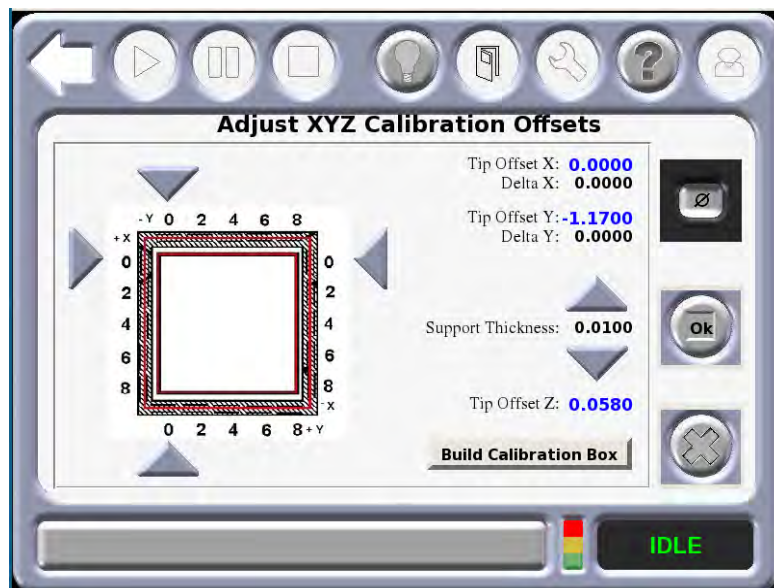 Adjust XYZ Calibration Offsets
Tip Offset X: 0.0000
Delta X: 0.0000
Tip Offset Y: -1.1700
Delta Y: 0.0000
-Y 0 2 4 6 8
+X
0 0
2 2
4 4
6 6
8 8
-X
0 2 4 6 8 +Y
Support Thickness: 0.0100
Tip Offset Z: 0.0580
Build Calibration Box
Ø
Ok
?
IDLE